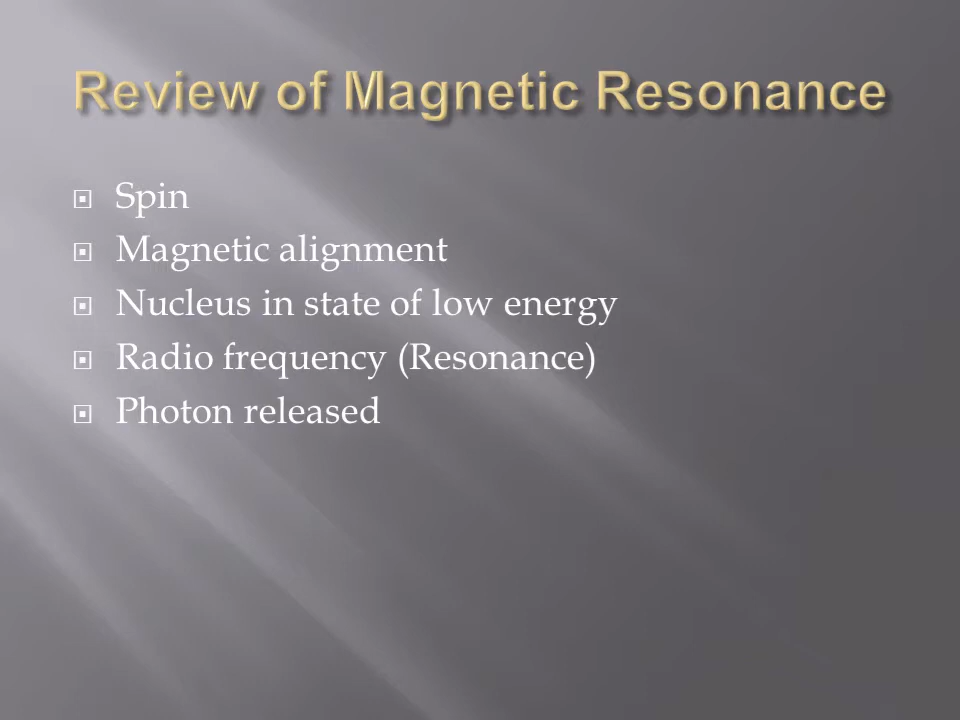 Review of Magnetic Resonance
Spin
Magnetic alignment
Nucleus in state of low energy
Radio frequency (Resonance)
Photon released